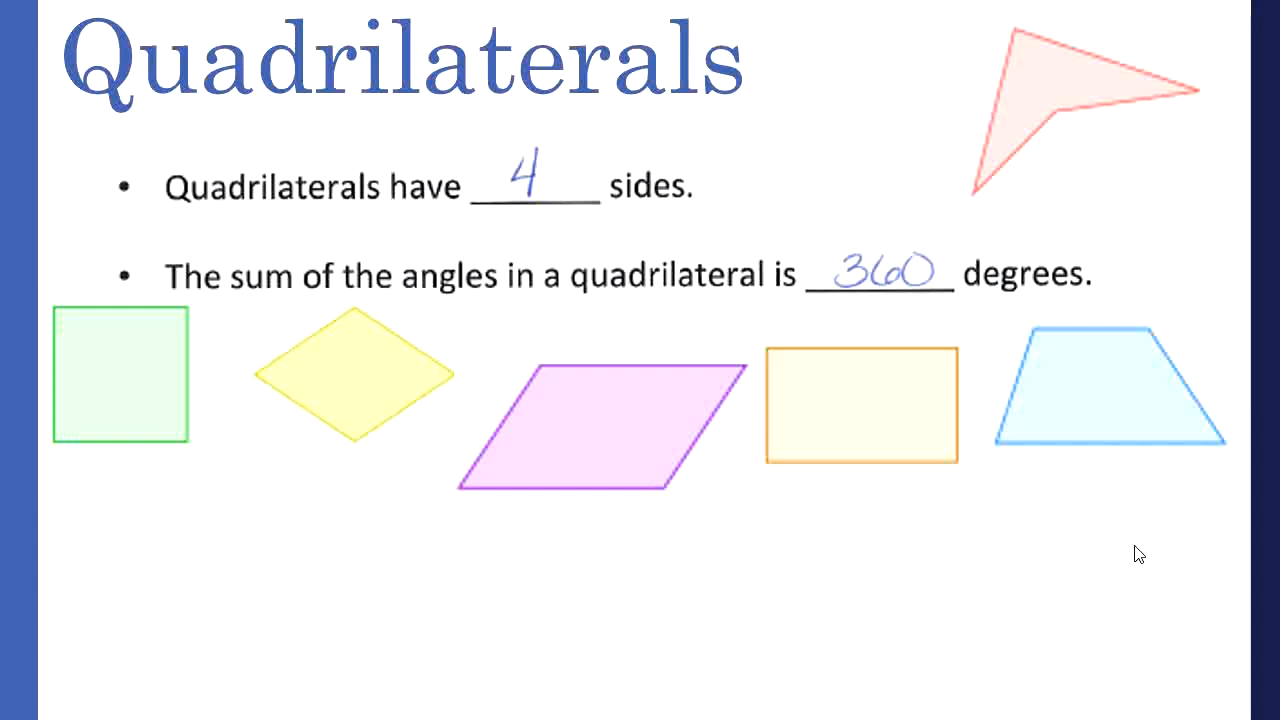 Quadrilaterals
• Quadrilaterals have 4 sides.
• The sum of the angles in a quadrilateral is 360 degrees.